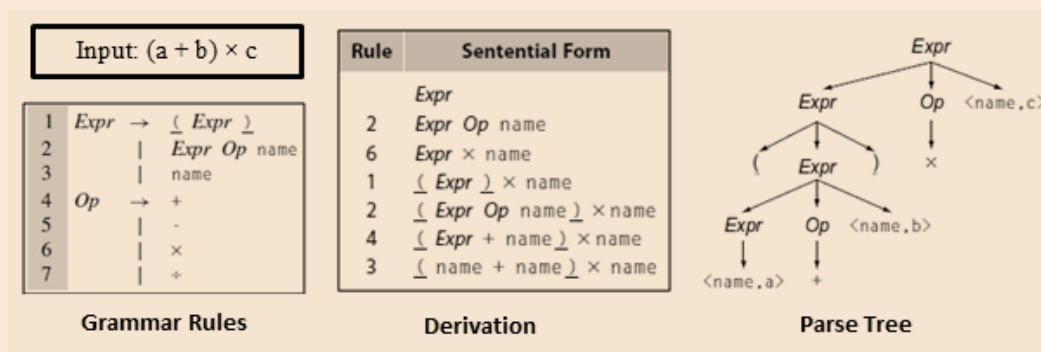 Input: (a + b) × c
1 Expr → ( Expr )
2 | Expr Op name
3 | name
4 Op → +
5 | -
6 | ×
7 | ÷
Grammar Rules
Rule Sentential Form
Expr
2 Expr Op name
6 Expr × name
1 ( Expr ) × name
2 ( Expr Op name ) × name
4 ( Expr + name ) × name
3 ( name + name ) × name
Derivation
Expr
Expr Op <name,c>
( Expr ) ×
Expr Op <name,b>
<name,a> +
Parse Tree